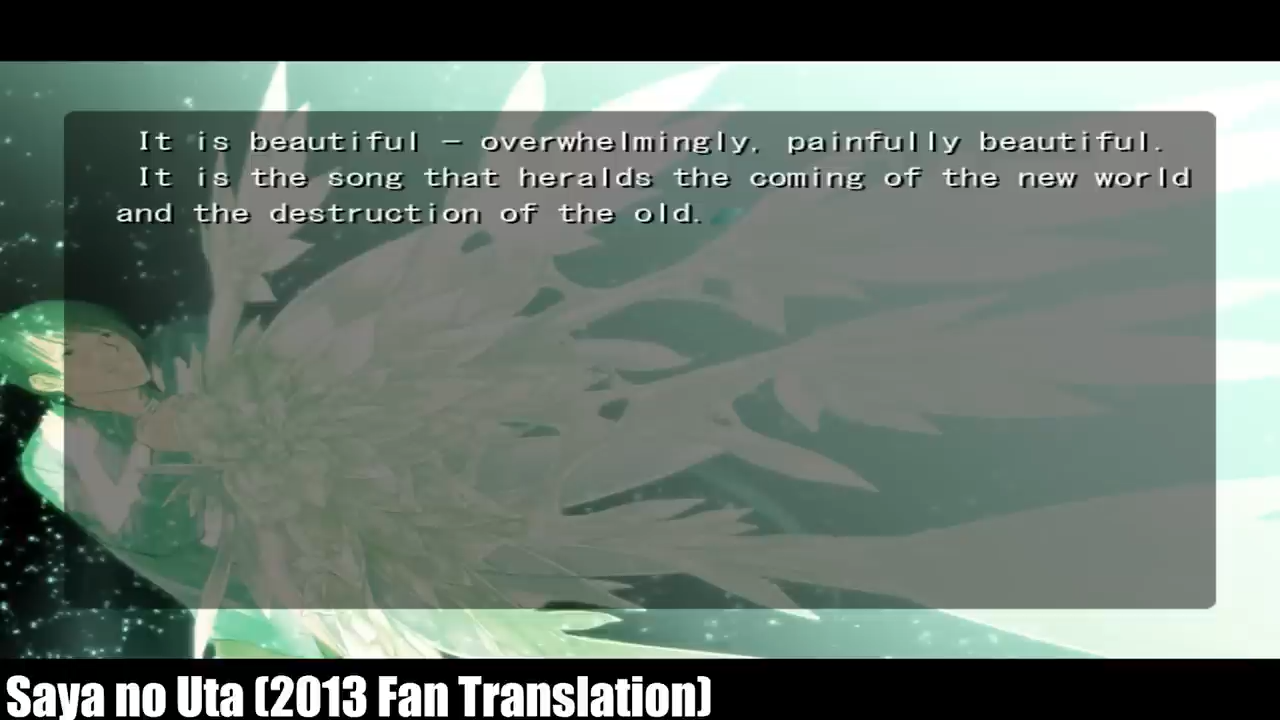 It is beautiful — overwhelmingly, painfully beautiful.
It is the song that heralds the coming of the new world
and the destruction of the old.
Saya no Uta (2013 Fan Translation)